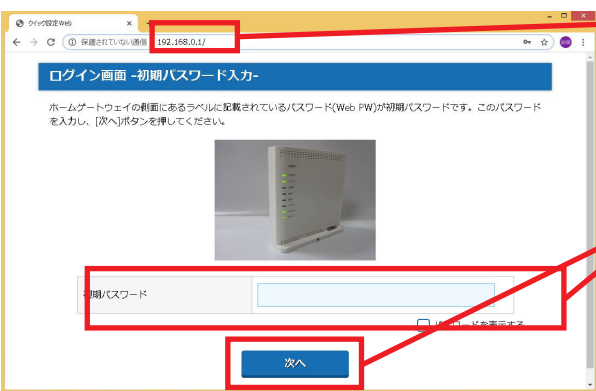 クイック設定Web
保護されていない通信
192.168.0.1/
ログイン画面 -初期パスワード入力-
ホームゲートウェイの側面にあるラベルに記載されているパスワード(Web PW)が初期パスワードです。このパスワード
を入力し、[次へ]ボタンを押してください。
初期パスワード
パスワードを表示する
次へ